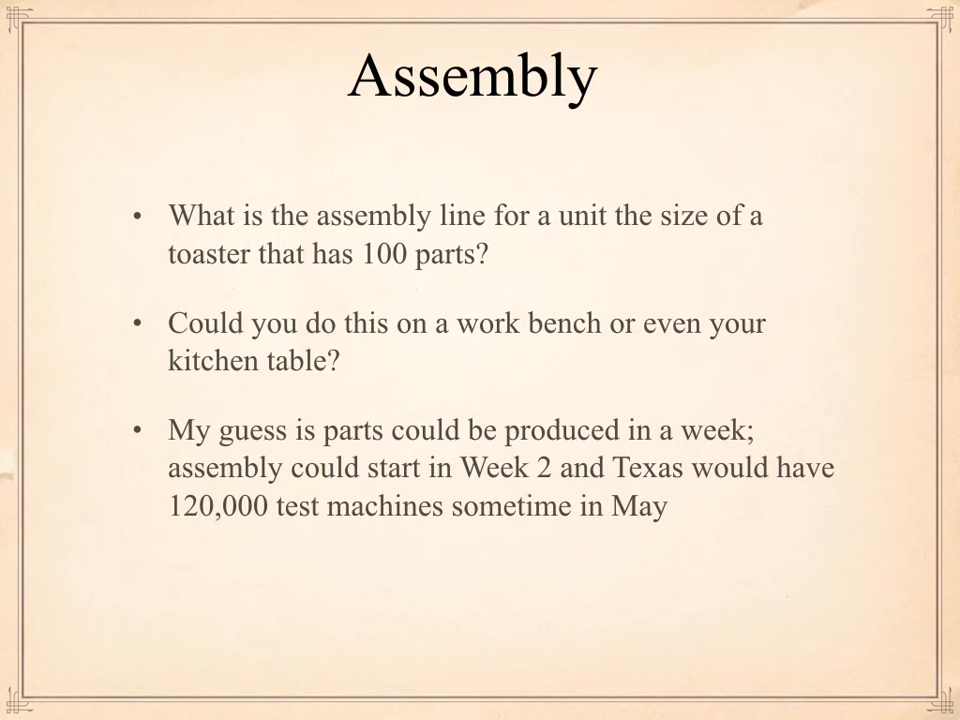 Assembly
• What is the assembly line for a unit the size of a
toaster that has 100 parts?
• Could you do this on a work bench or even your
kitchen table?
• My guess is parts could be produced in a week;
assembly could start in Week 2 and Texas would have
120,000 test machines sometime in May